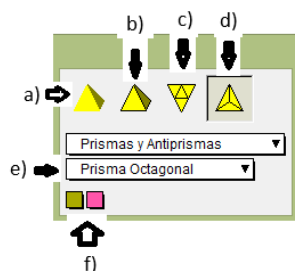 b)
c)
d)
a)
Prismas y Antiprismas
e)
Prisma Octagonal
f)